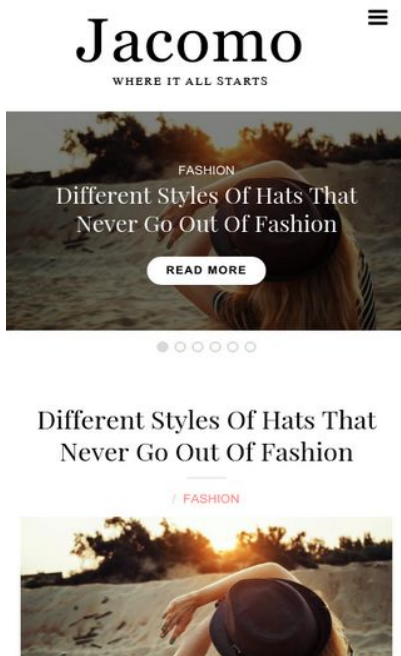 Jacomo
WHERE IT ALL STARTS
FASHION
Different Styles Of Hats That
Never Go Out Of Fashion
READ MORE
Different Styles Of Hats That
Never Go Out Of Fashion
/ FASHION